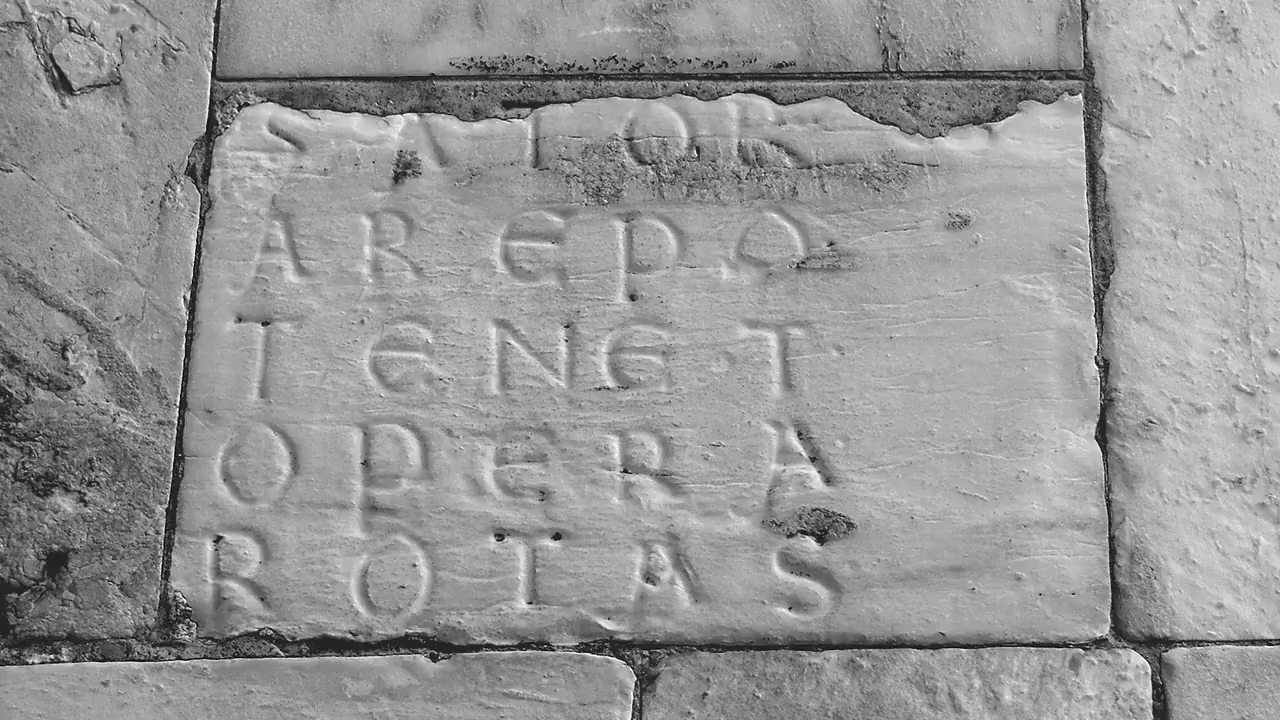 SATOR
AREPO
TENET
OPERA
ROTAS